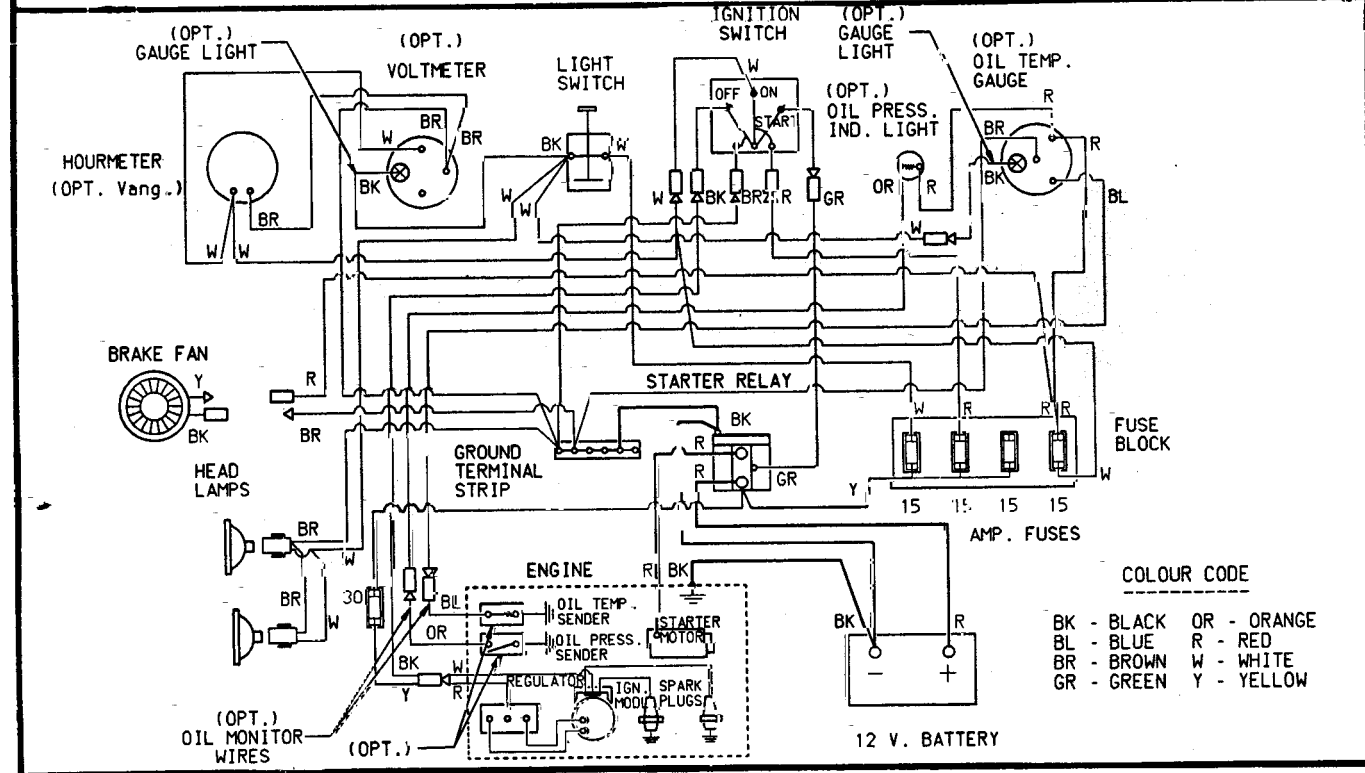 IGNITION
SWITCH
(OPT.)
GAUGE
LIGHT
(OPT.)
GAUGE LIGHT
(OPT.)
VOLTMETER
LIGHT
SWITCH
(OPT.)
OIL TEMP.
GAUGE
W
OFF
ON
START
(OPT.)
OIL PRESS.
IND. LIGHT
R
BR
BR
BR
W
R
HOURMETER
(OPT. Vang.)
BK
W
BK
BK
OR
R
BL
W
BK
BR
R
GR
W
W
BR
W
W
W
BRAKE FAN
Y
R
STARTER RELAY
BK
BR
BK
W
R
R
R
FUSE
BLOCK
GROUND
TERMINAL
STRIP
R
R
GR
Y
W
HEAD
LAMPS
15
15
15
15
AMP. FUSES
BR
W
ENGINE
R
BK
COLOUR CODE
BR
W
30
BL
OIL TEMP.
SENDER
STARTER
MOTOR
BK
R
BK - BLACK OR - ORANGE
BL - BLUE R - RED
BR - BROWN W - WHITE
GR - GREEN Y - YELLOW
OR
OIL PRESS.
SENDER
BK
W
Y
R
REGULATOR
IGN.
SPARK
PLUGS
-
+
(OPT.)
OIL MONITOR
WIRES
(OPT.)
12 V. BATTERY